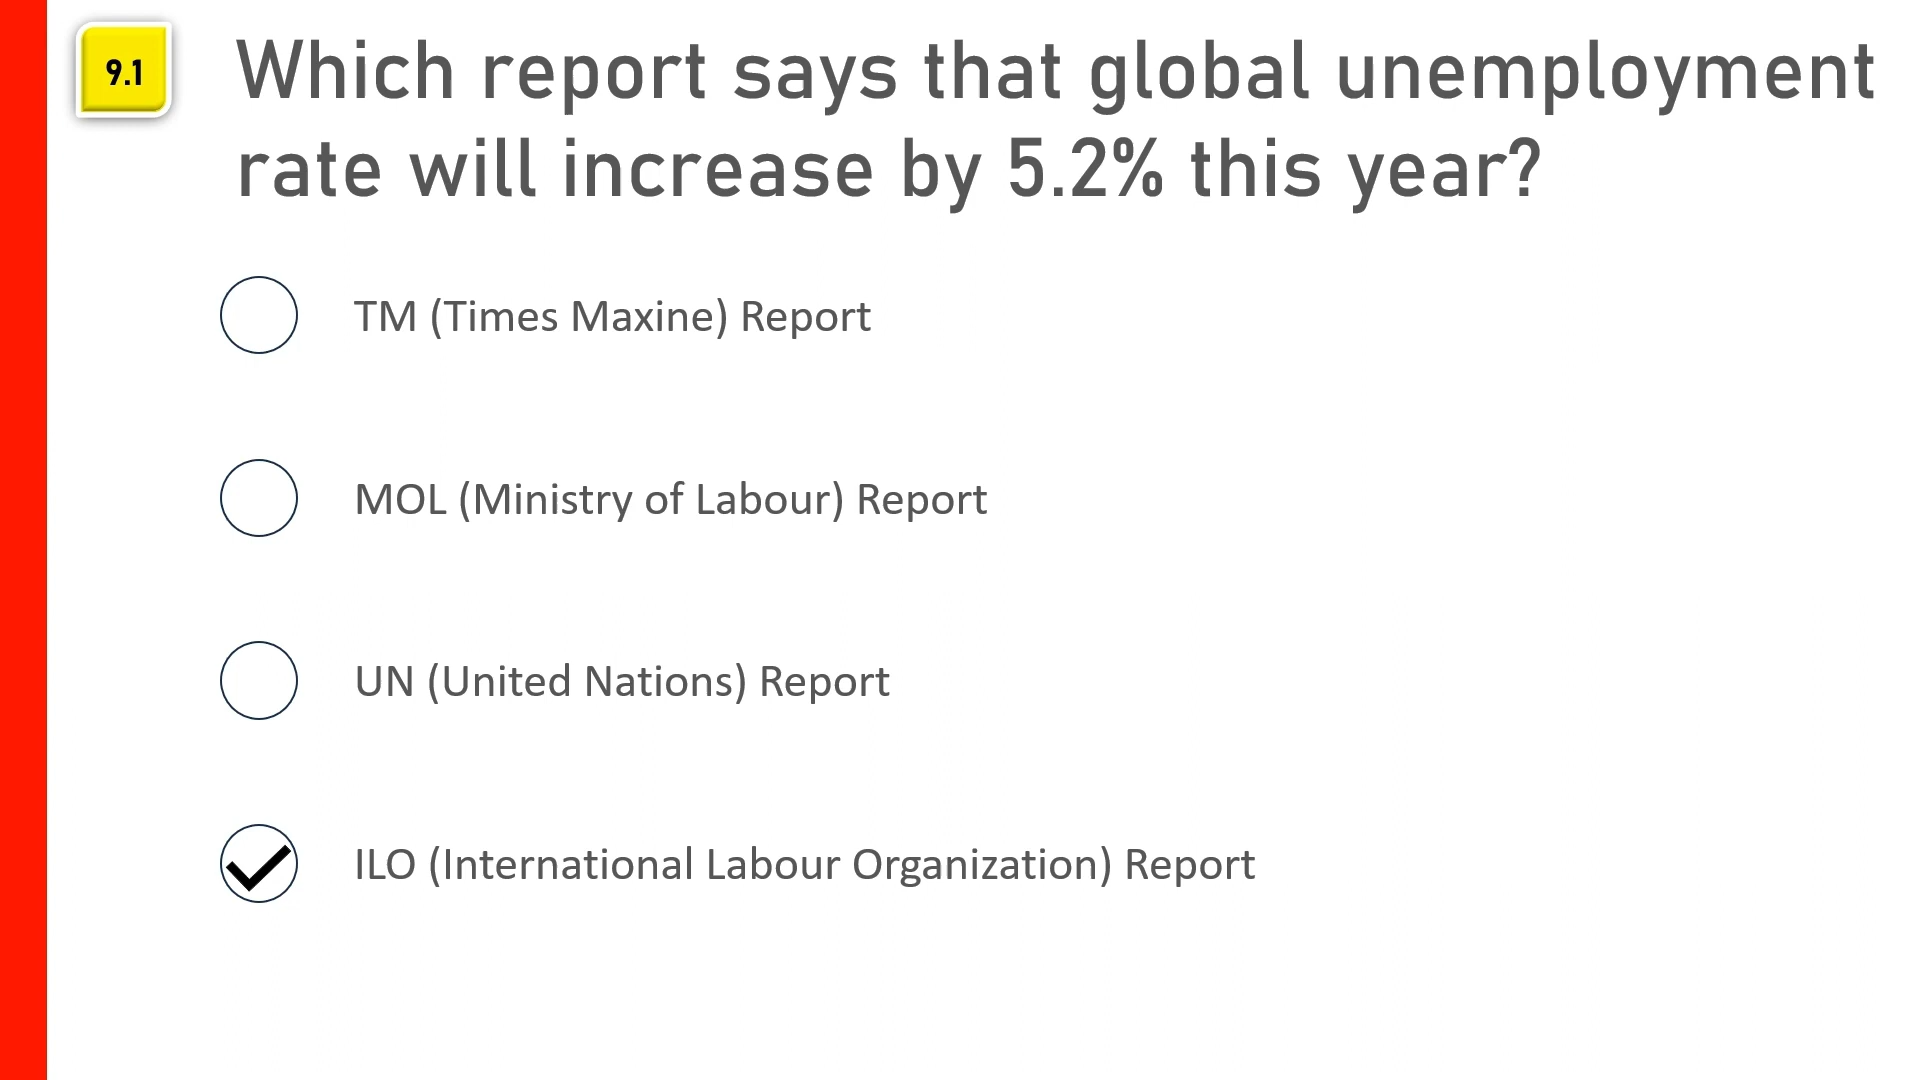 9.1
Which report says that global unemployment
rate will increase by 5.2% this year?
TM (Times Maxine) Report
MOL (Ministry of Labour) Report
UN (United Nations) Report
ILO (International Labour Organization) Report